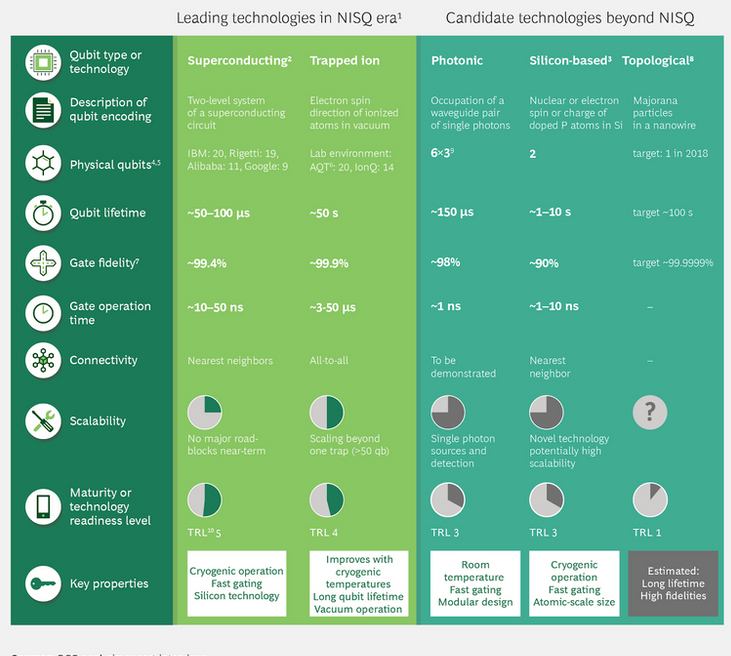 Leading technologies in NISQ era¹
Candidate technologies beyond NISQ
Qubit type or
technology
Superconducting²
Trapped ion
Photonic
Silicon-based³
Topological⁸
Description of
qubit encoding
Two-level system
of a superconducting
circuit
Electron spin
direction of ionized
atoms in vacuum
Occupation of a
waveguide pair
of single photons
Nuclear or electron
spin or charge of
doped P atoms in Si
Majorana
particles
in a nanowire
Physical qubits⁴,⁵
IBM: 20, Rigetti: 19,
Alibaba: 11, Google: 9
Lab environment:
AQT⁶: 20, IonQ: 14
6×3⁹
2
target: 1 in 2018
Qubit lifetime
~50–100 µs
~50 s
~150 µs
~1–10 s
target ~100 s
Gate fidelity⁷
~99.4%
~99.9%
~98%
~90%
target ~99.9999%
Gate operation
time
~10–50 ns
~3-50 µs
~1 ns
~1–10 ns
–
Connectivity
Nearest neighbors
All-to-all
To be
demonstrated
Nearest
neighbor
–
Scalability
No major road-
blocks near-term
Scaling beyond
one trap (>50 qb)
Single photon
sources and
detection
Novel technology
potentially high
scalability
?
Maturity or
technology
readiness level
TRL¹⁰ 5
TRL 4
TRL 3
TRL 3
TRL 1
Key properties
Cryogenic operation
Fast gating
Silicon technology
Improves with
cryogenic
temperatures
Long qubit lifetime
Vacuum operation
Room
temperature
Fast gating
Modular design
Cryogenic
operation
Fast gating
Atomic-scale size
Estimated:
Long lifetime
High fidelities